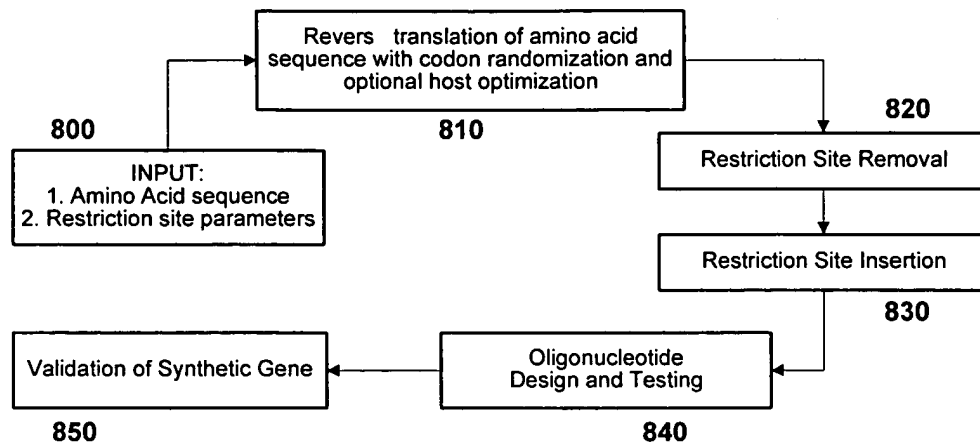 Revers translation of amino acid
sequence with codon randomization and
optional host optimization
810
800
INPUT:
1. Amino Acid sequence
2. Restriction site parameters
820
Restriction Site Removal
Restriction Site Insertion
830
Oligonucleotide
Design and Testing
840
Validation of Synthetic Gene
850